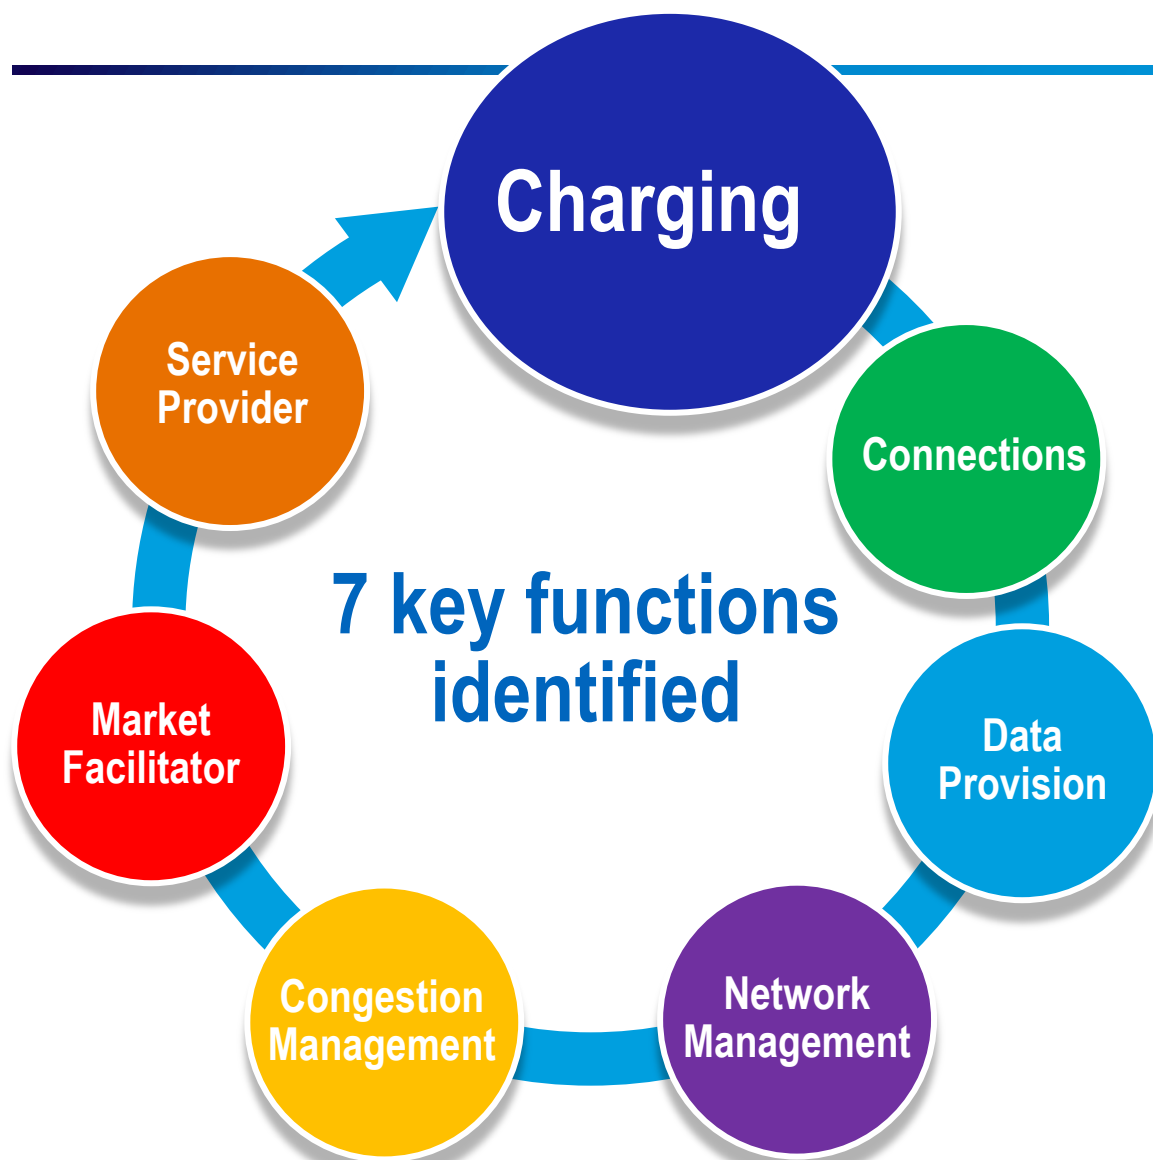 Charging
Connections
Data
Provision
Network
Management
Congestion
Management
Market
Facilitator
Service
Provider
7 key functions
identified